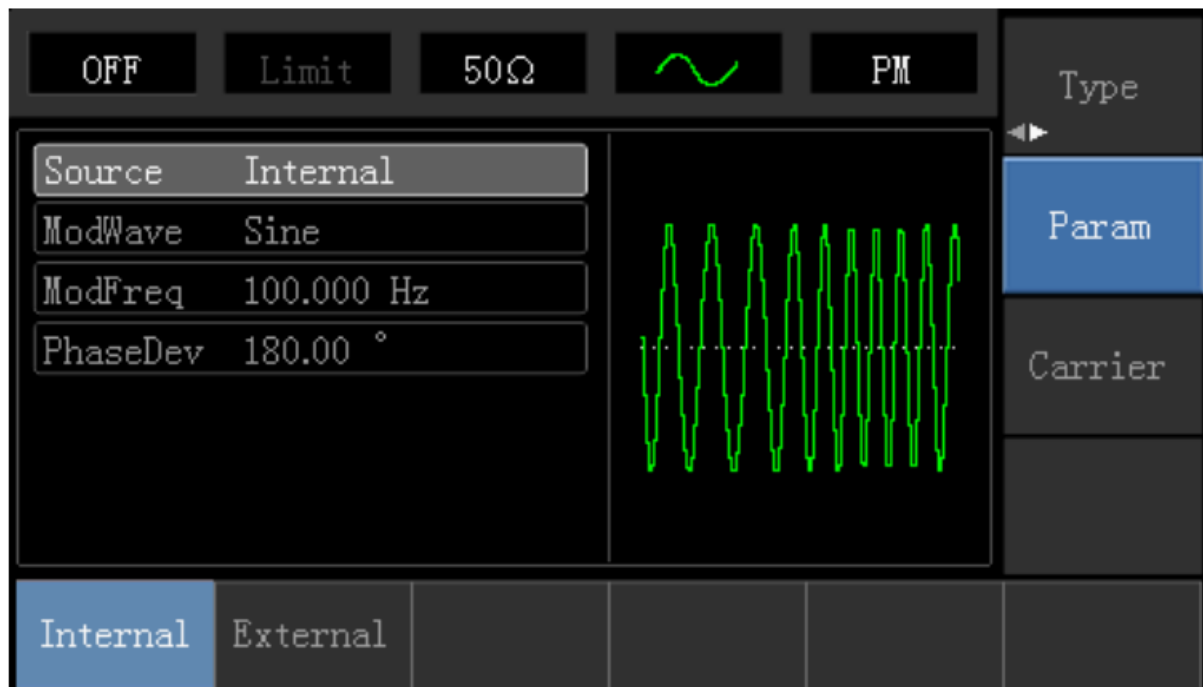 OFF Limit 50Ω PM
Type
Source Internal
Param
ModWave Sine
ModFreq 100.000 Hz
PhaseDev 180.00 °
Carrier
Internal External